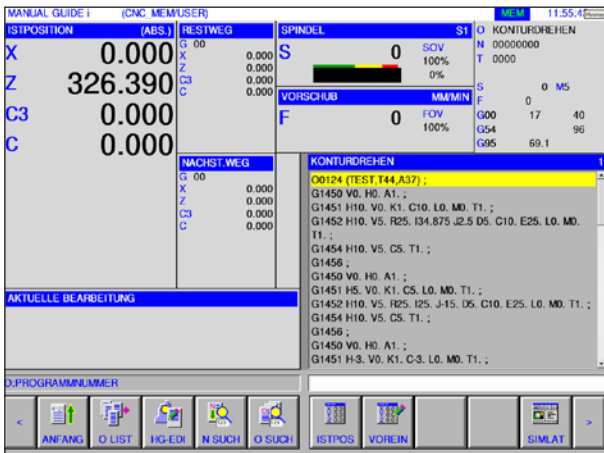 MANUAL GUIDE i (CNC_MEM/USER) MEM 11:55:4
ISTPOSITION (ABS.)
X 0.000
Z 326.390
C3 0.000
C 0.000
RESTWEG
G 00
X 0.000
Z 0.000
C3 0.000
C 0.000
SPINDEL S1
S 0 SOV
100%
0%
VORSCHUB MM/MIN
F 0 FOV
100%
O KONTURDREHEN
N 00000000
T 0000
S 0 M5
F 0
G00 17 40
G54 96
G95 69.1
NACHST.WEG
G 00
X 0.000
Z 0.000
C3 0.000
C 0.000
KONTURDREHEN 1
O0124 (TEST,T44,A37) ;
G1450 V0. H0. A1. ;
G1451 H10. V0. K1. C10. L0. M0. T1. ;
G1452 H10. V5. R25. I34.875 J2.5 D5. C10. E25. L0. M0.
T1. ;
G1454 H10. V5. C5. T1. ;
G1456 ;
G1450 V0. H0. A1. ;
G1451 H5. V0. K1. C5. L0. M0. T1. ;
G1452 H10. V5. R25. I25. J-15. D5. C10. E25. L0. M0. T1. ;
G1454 H10. V5. C5. T1. ;
G1456 ;
G1450 V0. H0. A1. ;
G1451 H-3. V0. K1. C-3. L0. M0. T1. ;
AKTUELLE BEARBEITUNG
O:PROGRAMMNUMMER
< ANFANG O LIST HG-EDI N SUCH O SUCH ISTPOS VOREIN SIMLAT >